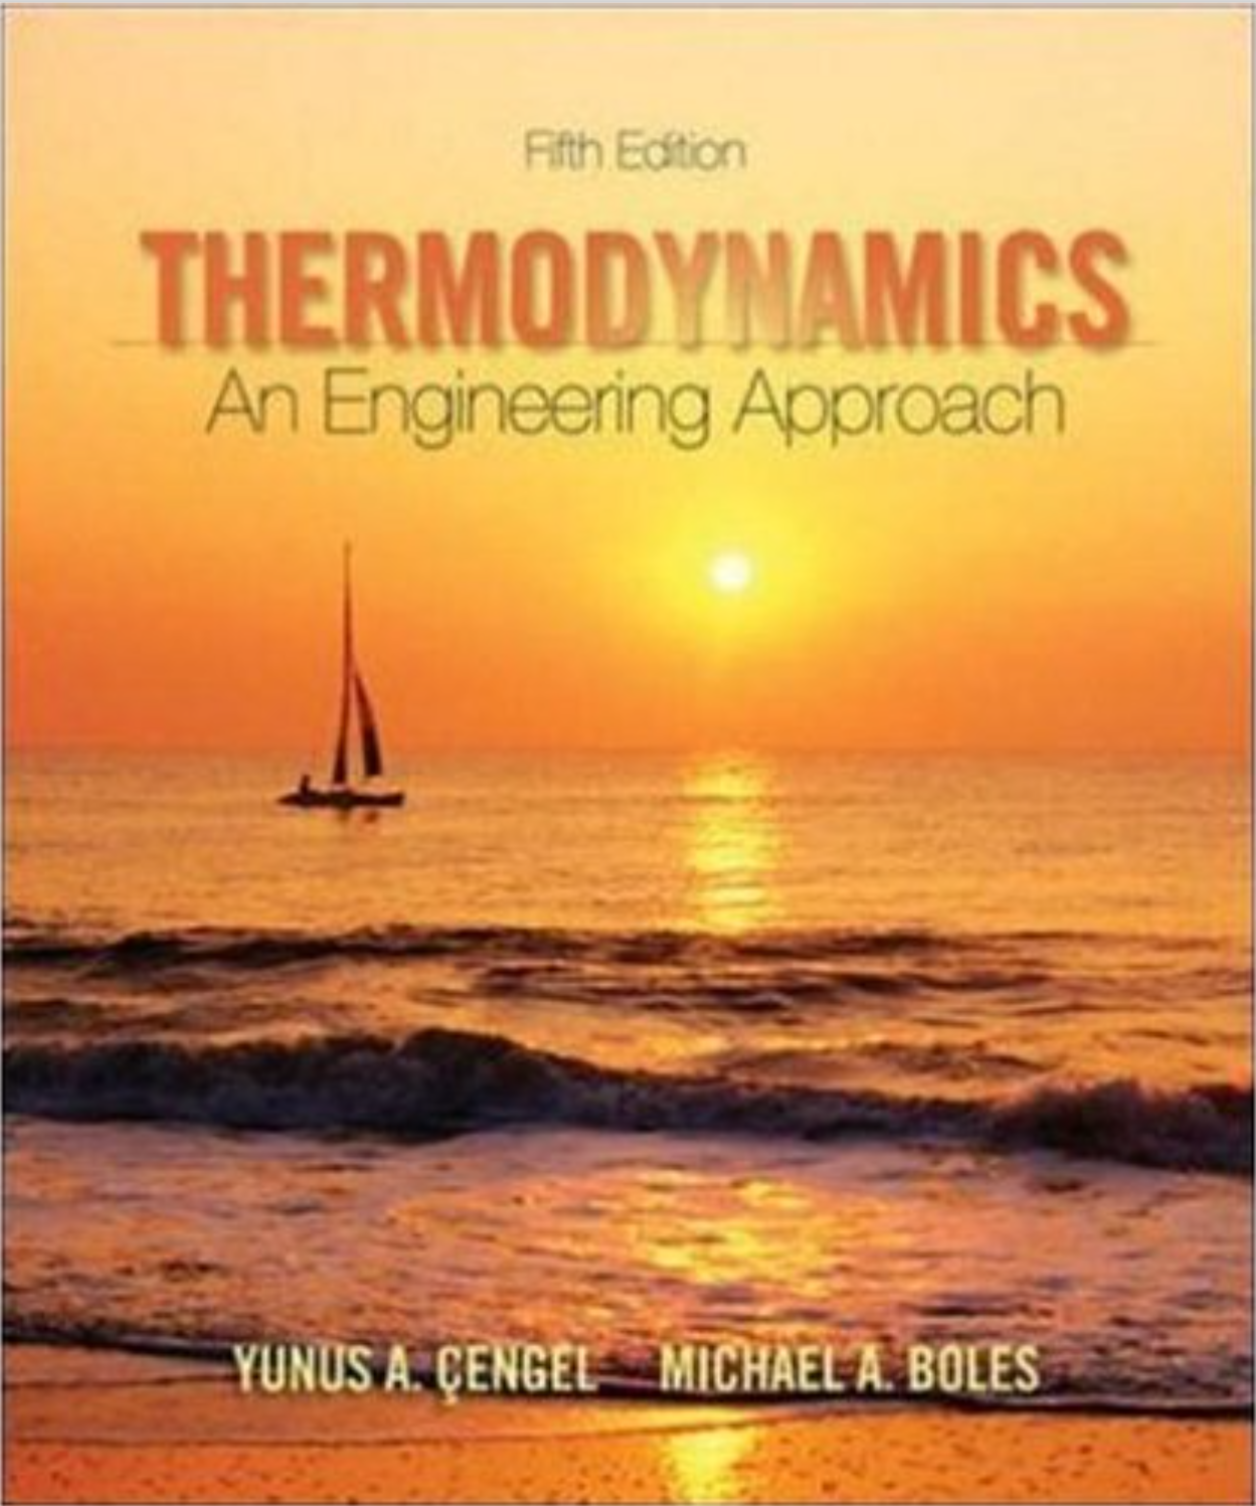 Fifth Edition
THERMODYNAMICS
An Engineering Approach
YUNUS A. ÇENGEL MICHAEL A. BOLES